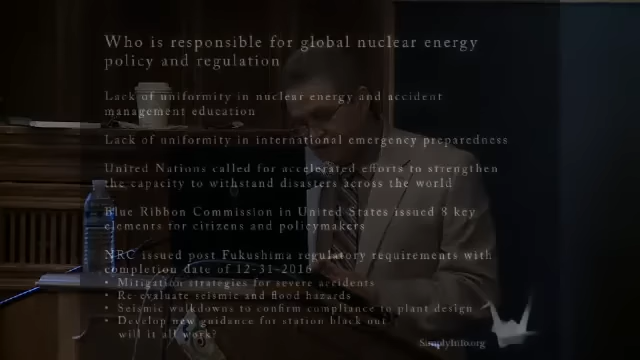 Who is responsible for global nuclear energy
policy and regulation
Lack of uniformity in nuclear energy and accident
management education
Lack of uniformity in international emergency preparedness
United Nations called for accelerated efforts to strengthen
the capacity to withstand disasters across the world
Blue Ribbon Commission in United States issued 8 key
elements for citizens and policymakers
NRC issued post Fukushima regulatory requirements with
completion date of 12-31-2016
• Mitigation strategies for severe accidents
• Re-evaluate seismic and flood hazards
• Seismic walkdowns to confirm compliance to plant design
• Develop new guidance for station black out
will it all work?
SimplyInfo.org